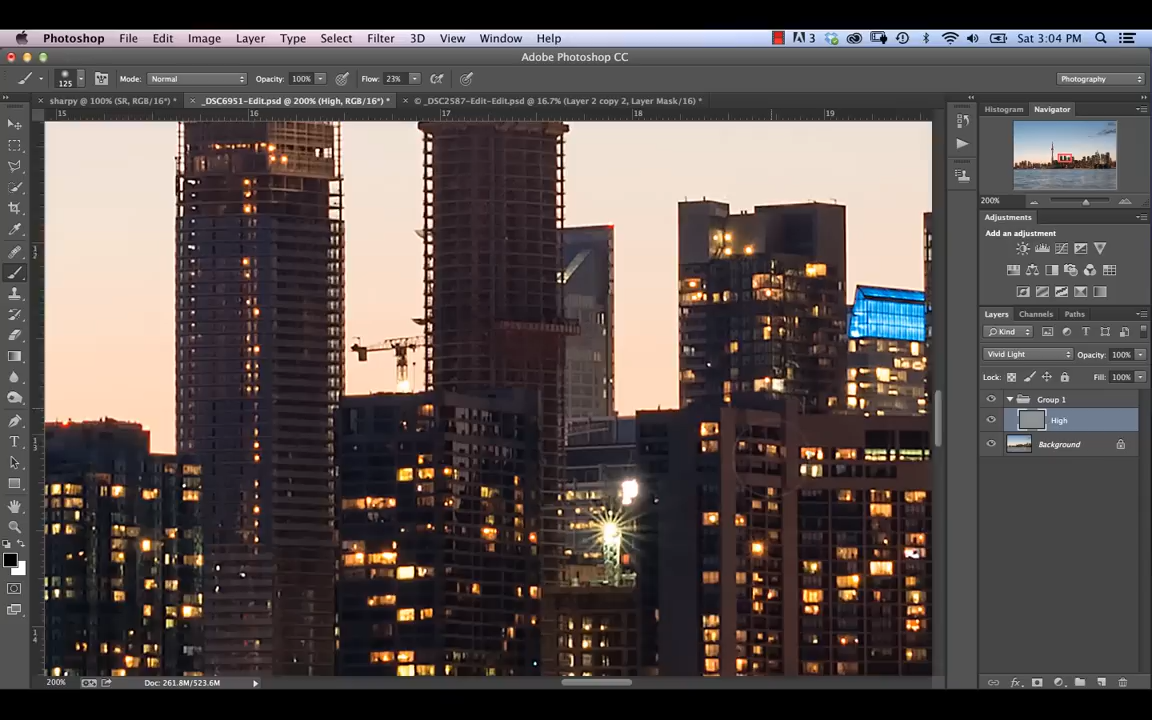 Photoshop File Edit Image Layer Type Select Filter 3D View Window Help 3 Sat 3:04 PM
Adobe Photoshop CC
125 Mode: Normal Opacity: 100% Flow: 23% Photography
sharpy @ 100% (SR, RGB/16*) * _DSC6951-Edit.psd @ 200% (High, RGB/16*) * © _DSC2587-Edit-Edit.psd @ 16.7% (Layer 2 copy 2, Layer Mask/16) *
15 16 17 18 19
Histogram Navigator
200%
Adjustments
Add an adjustment
Layers Channels Paths
Kind
Vivid Light Opacity: 100%
Lock: Fill: 100%
Group 1
High
Background
200% Doc: 261.8M/523.6M